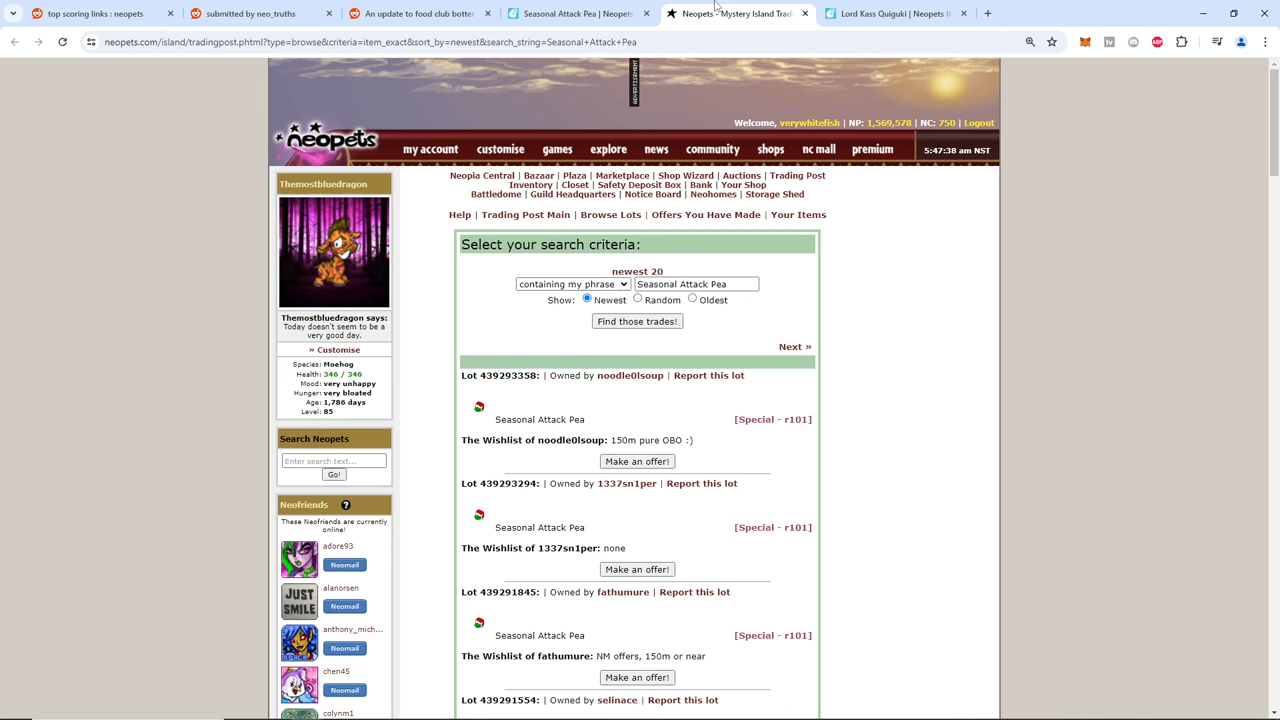 top scoring links : neopets
submitted by neo_truths
An update to food club botter
Seasonal Attack Pea | Neopets
Neopets - Mystery Island Trad
Lord Kass Quiguki | Neopets It
neopets.com/island/tradingpost.phtml?type=browse&criteria=item_exact&sort_by=newest&search_string=Seasonal+Attack+Pea
ABP
ADVERTISEMENT
Welcome, verywhitefish | NP: 1,569,578 | NC: 750 | Logout
neopets
my account customise games explore news community shops nc mall premium 5:47:38 am NST
Neopia Central | Bazaar | Plaza | Marketplace | Shop Wizard | Auctions | Trading Post
Inventory | Closet | Safety Deposit Box | Bank | Your Shop
Battledome | Guild Headquarters | Notice Board | Neohomes | Storage Shed
Help | Trading Post Main | Browse Lots | Offers You Have Made | Your Items
Themostbluedragon
Themostbluedragon says:
Today doesn't seem to be a
very good day.
» Customise
Species: Moehog
Health: 346 / 346
Mood: very unhappy
Hunger: very bloated
Age: 1,786 days
Level: 85
Search Neopets
Enter search text...
Go!
Neofriends ?
These Neofriends are currently
online!
adore93
Neomail
JUST
SMILE
alanorsen
Neomail
anthony_mich...
Neomail
chen45
Neomail
colynm1
Select your search criteria:
newest 20
containing my phrase Seasonal Attack Pea
Show: Newest Random Oldest
Find those trades!
Next »
Lot 439293358: | Owned by noodle0lsoup | Report this lot
Seasonal Attack Pea [Special - r101]
The Wishlist of noodle0lsoup: 150m pure OBO :)
Make an offer!
Lot 439293294: | Owned by 1337sn1per | Report this lot
Seasonal Attack Pea [Special - r101]
The Wishlist of 1337sn1per: none
Make an offer!
Lot 439291845: | Owned by fathumure | Report this lot
Seasonal Attack Pea [Special - r101]
The Wishlist of fathumure: NM offers, 150m or near
Make an offer!
Lot 439291554: | Owned by selinace | Report this lot